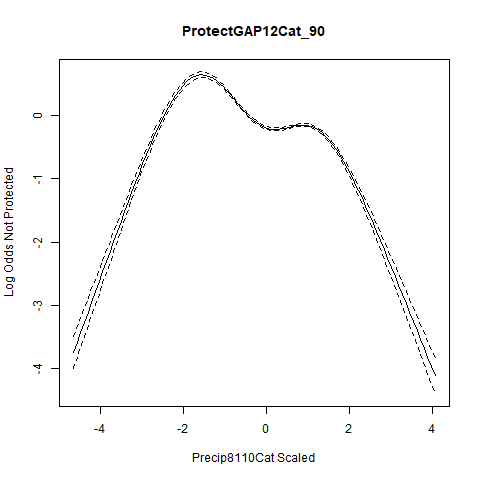 ProtectGAP12Cat_90
Log Odds Not Protected
0
-1
-2
-3
-4
-4 -2 0 2 4
Precip8110Cat Scaled